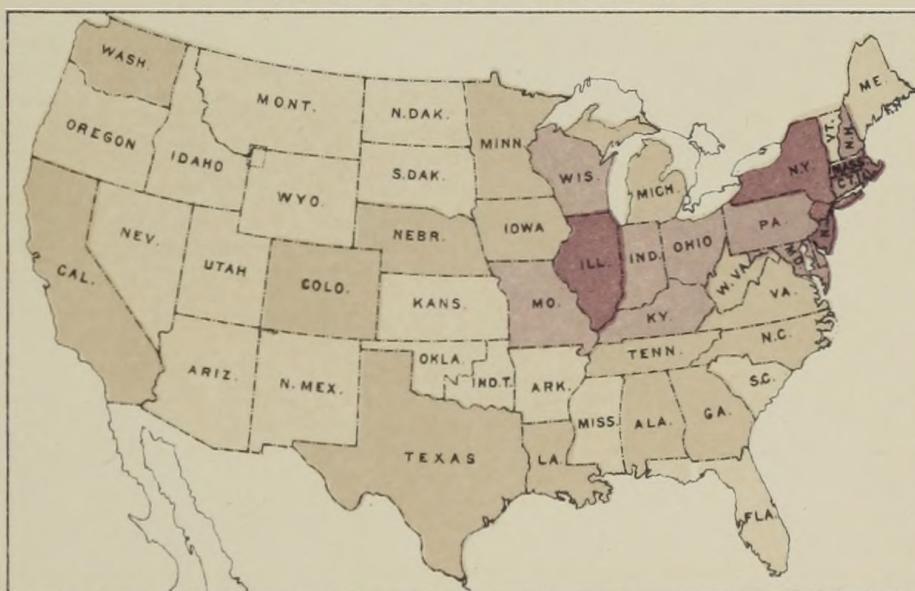 WASH.
OREGON
CAL.
NEV.
IDAHO
MONT.
WYO.
UTAH
COLO.
ARIZ.
N. MEX.
N. DAK.
S. DAK.
NEBR.
KANS.
OKLA.
IND. T.
TEXAS
MINN.
IOWA
MO.
ARK.
LA.
WIS.
ILL.
MICH.
IND.
OHIO
KY.
TENN.
MISS.
ALA.
GA.
FLA.
S.C.
N.C.
VA.
W. VA.
PA.
N.Y.
N.J.
VT.
N.H.
ME.
MASS.